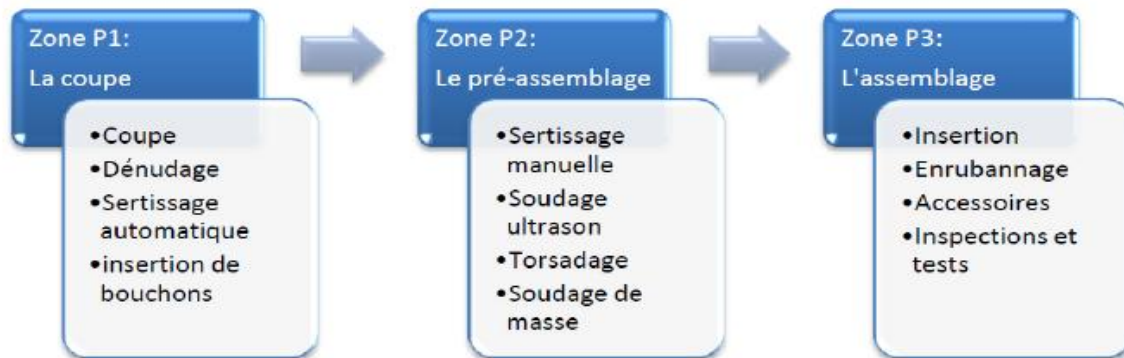 Zone P1:
La coupe
•Coupe
•Dénudage
•Sertissage
automatique
•insertion de
bouchons
Zone P2:
Le pré-assemblage
•Sertissage
manuelle
•Soudage
ultrason
•Torsadage
•Soudage de
masse
Zone P3:
L'assemblage
•Insertion
•Enrubannage
•Accessoires
•Inspections et
tests